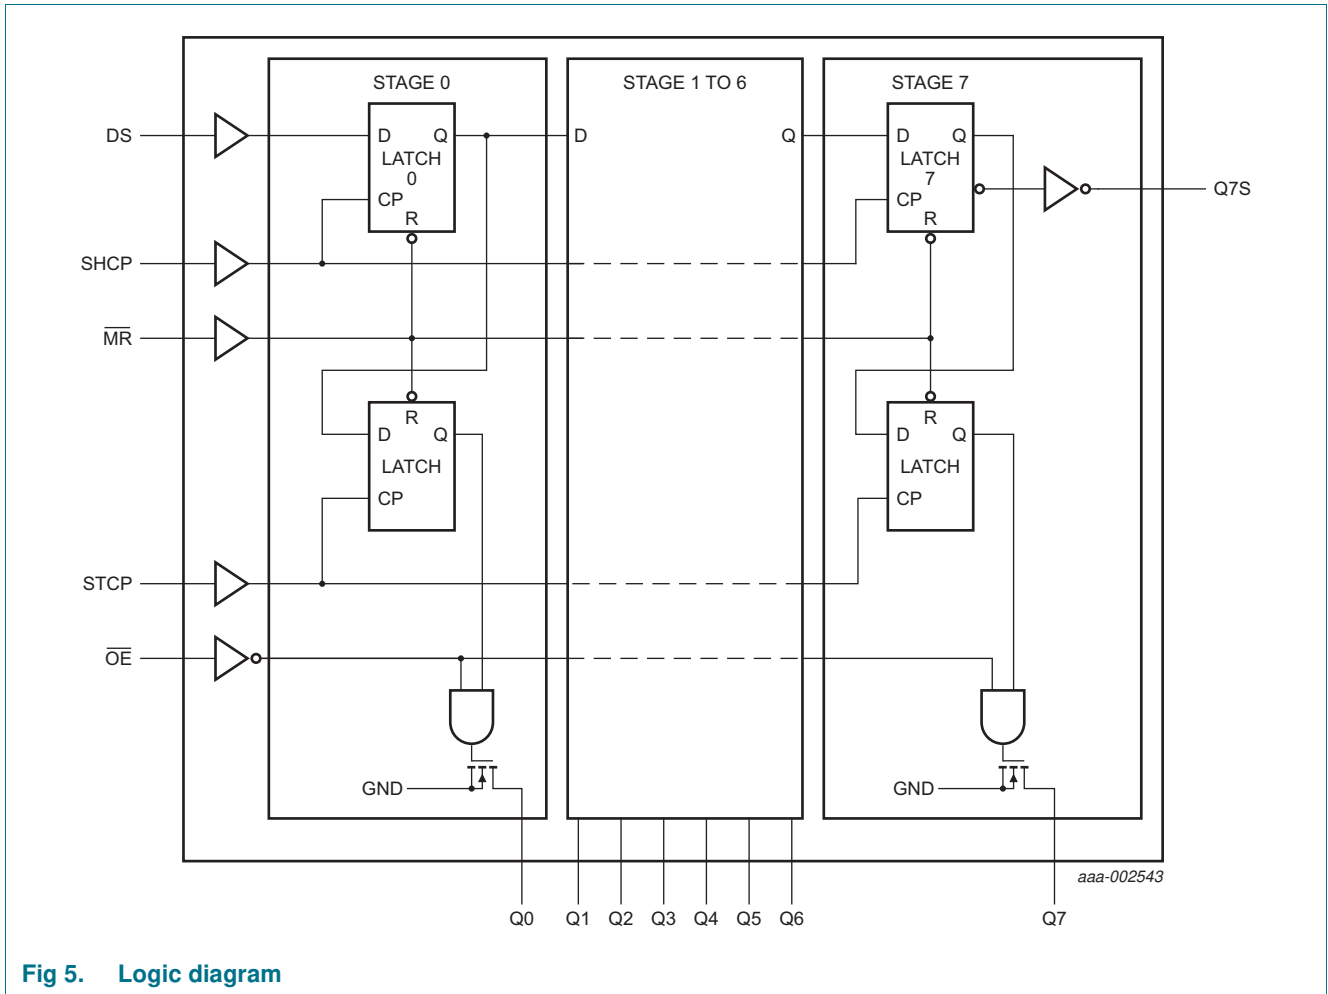 STAGE 0
STAGE 1 TO 6
STAGE 7
DS
D Q
LATCH
0
CP
R
D
Q
D Q
LATCH
7
CP
R
Q7S
SHCP
M̅R̅
R
D Q
LATCH
CP
R
D Q
LATCH
CP
STCP
O̅E̅
GND
GND
aaa-002543
Q0 Q1 Q2 Q3 Q4 Q5 Q6 Q7
Fig 5. Logic diagram